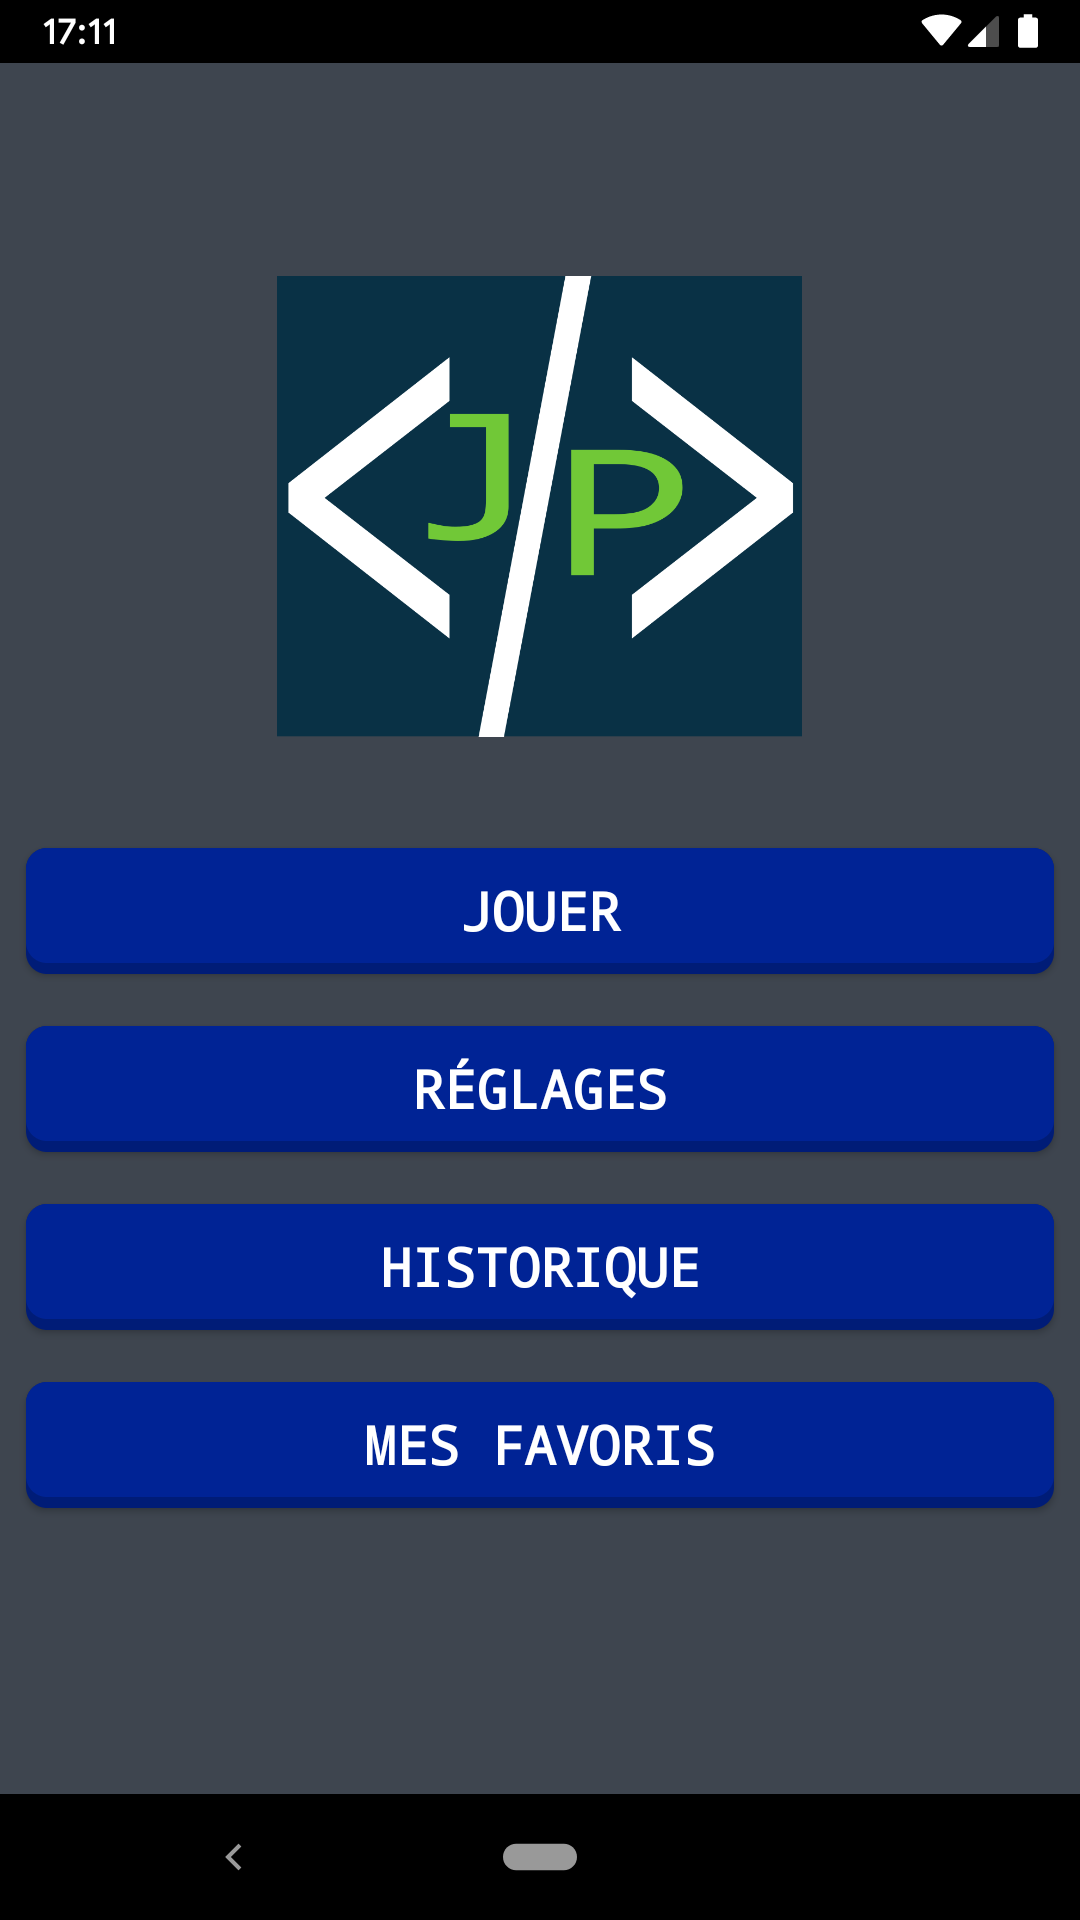 17:11
<J/P>
JOUER
RÉGLAGES
HISTORIQUE
MES FAVORIS